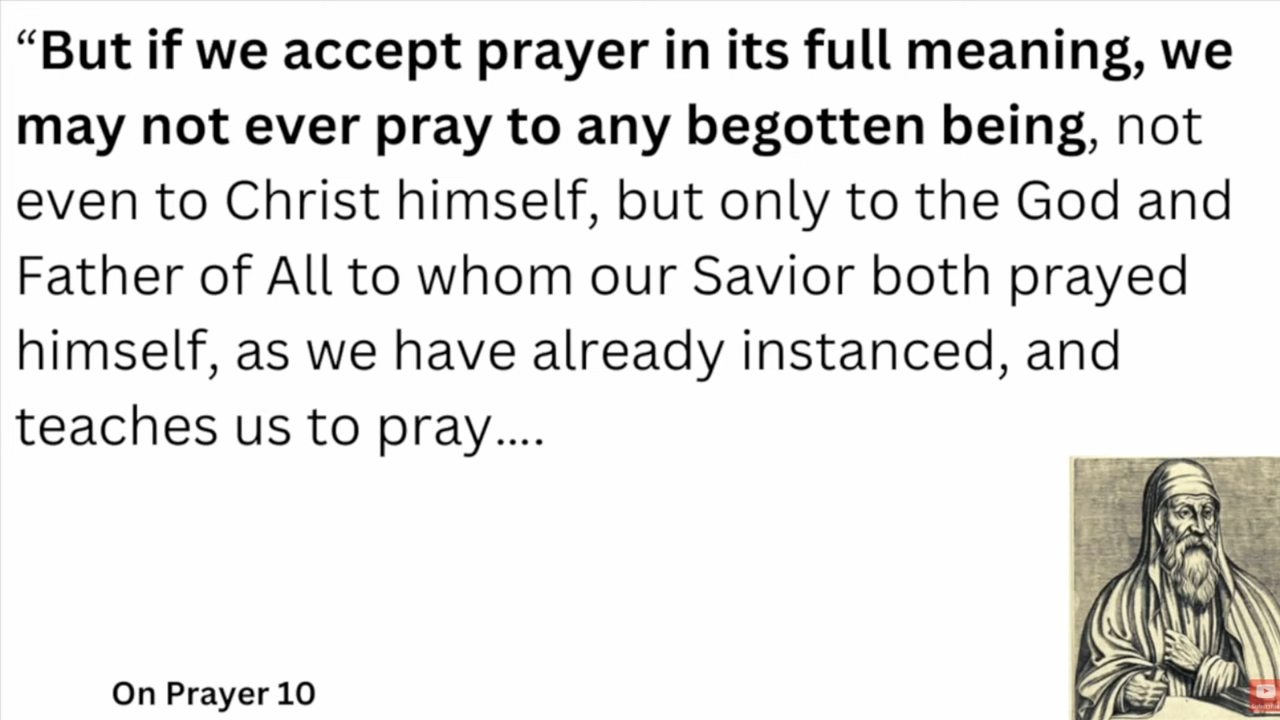 “But if we accept prayer in its full meaning, we
may not ever pray to any begotten being, not
even to Christ himself, but only to the God and
Father of All to whom our Savior both prayed
himself, as we have already instanced, and
teaches us to pray....
On Prayer 10